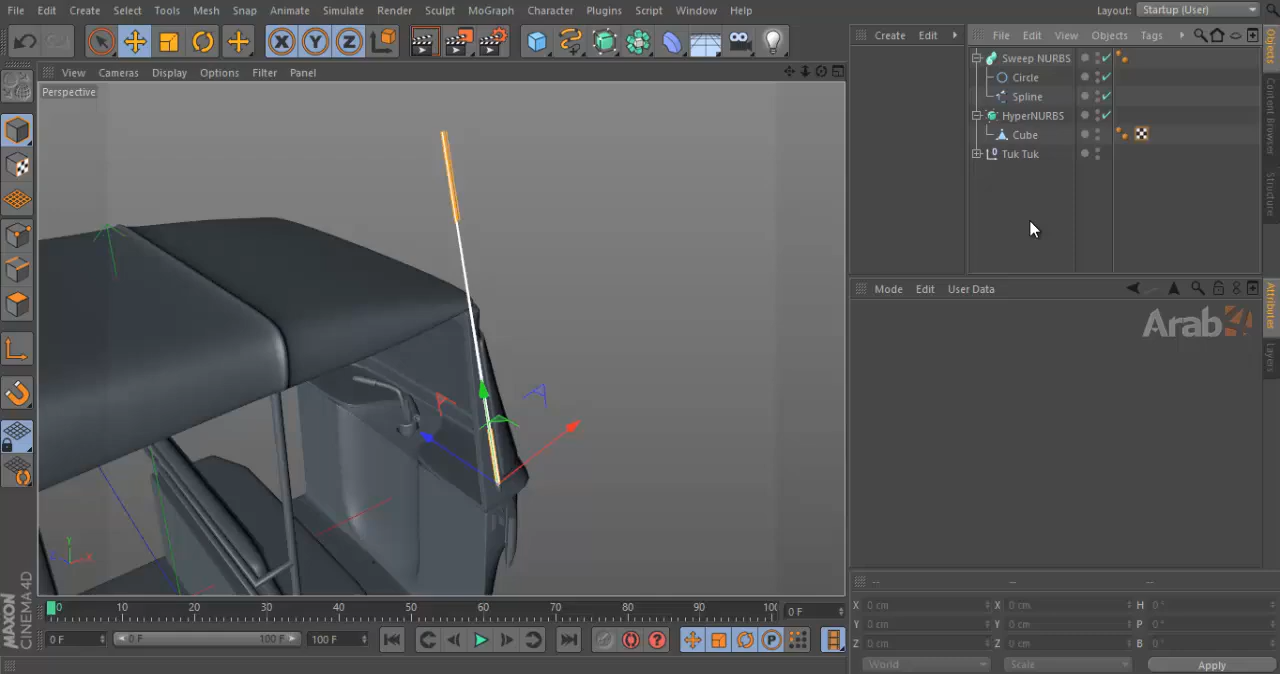 File Edit Create Select Tools Mesh Snap Animate Simulate Render Sculpt MoGraph Character Plugins Script Window Help
Layout: Startup (User)
Create Edit
File Edit View Objects Tags
View Cameras Display Options Filter Panel
Perspective
Sweep NURBS
Circle
Spline
HyperNURBS
Cube
Tuk Tuk
Objects
Content Browser
Structure
Mode Edit User Data
Attributes
Layers
Arab4
X
Y
Z
Y
X
0 10 20 30 40 50 60 70 80 90 100
0 F
0 F 0 F 100 F 100 F
MAXON
CINEMA 4D
-- -- --
X 0 cm X 0 cm H 0 °
Y 0 cm Y 0 cm P 0 °
Z 0 cm Z 0 cm B 0 °
World Scale Apply